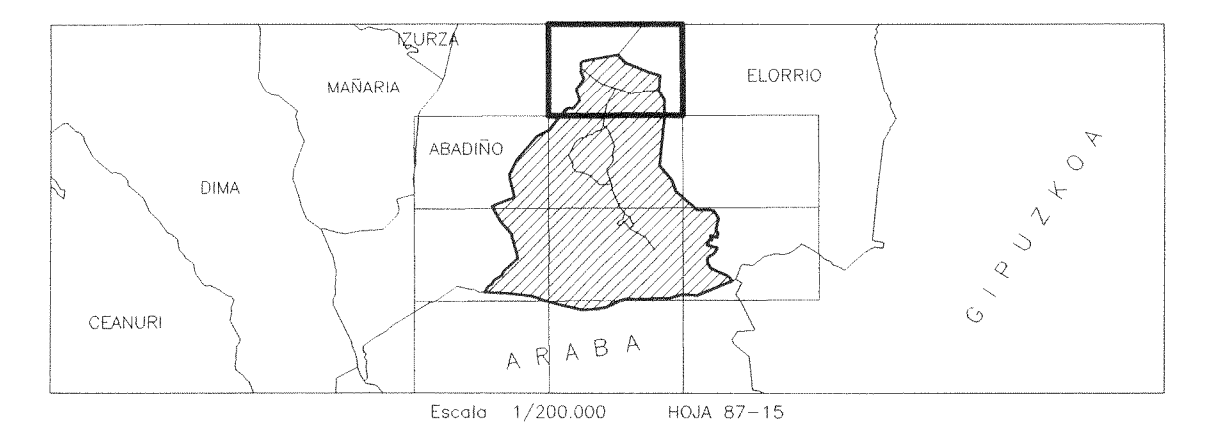 IZURZA
MAÑARIA
ELORRIO
ABADIÑO
DIMA
GIPUZKOA
CEANURI
ARABA
Escala 1/200.000 HOJA 87-15